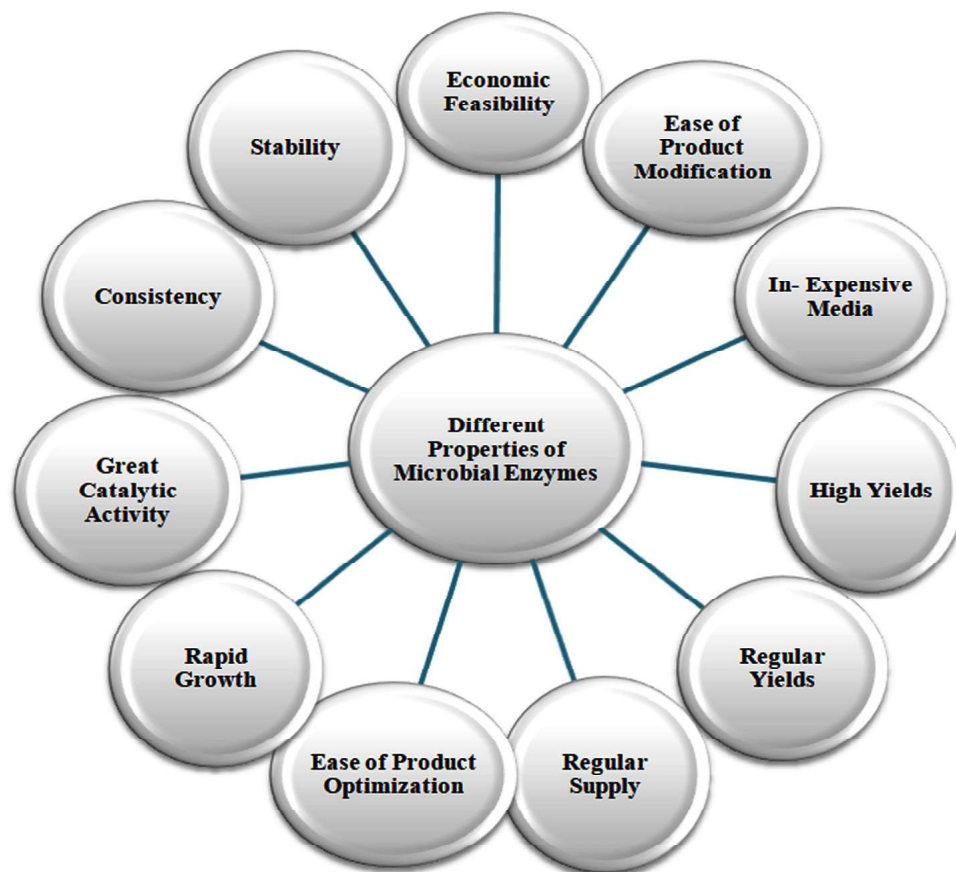 Economic
Feasibility
Ease of
Product
Modification
In- Expensive
Media
High Yields
Regular
Yields
Regular
Supply
Ease of Product
Optimization
Rapid
Growth
Great
Catalytic
Activity
Consistency
Stability
Different
Properties of
Microbial Enzymes